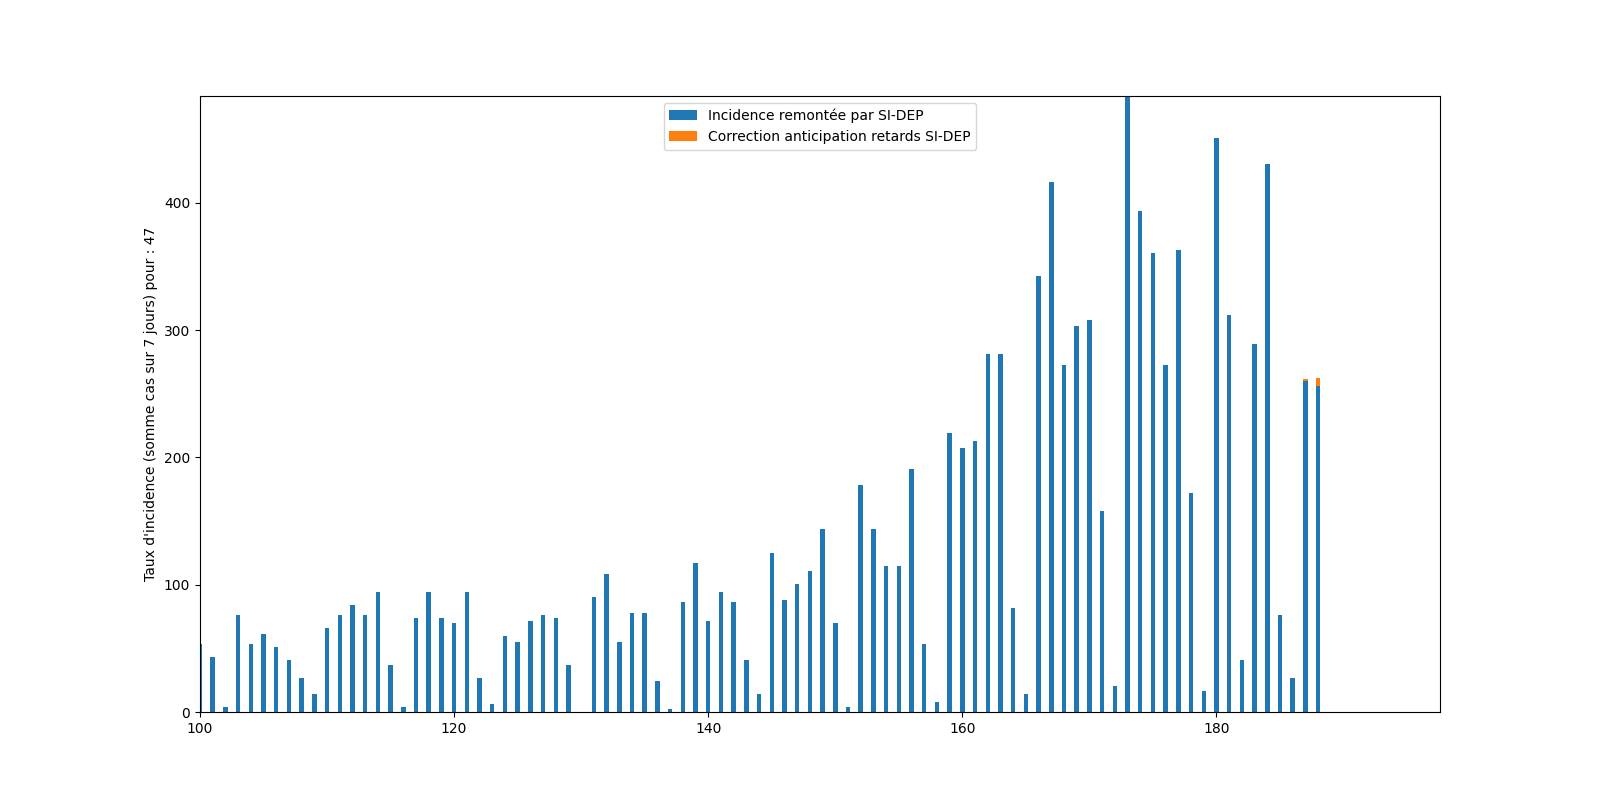 Incidence remontée par SI-DEP
Correction anticipation retards SI-DEP
Taux d'incidence (somme cas sur 7 jours) pour : 47
400
300
200
100
0
100 120 140 160 180